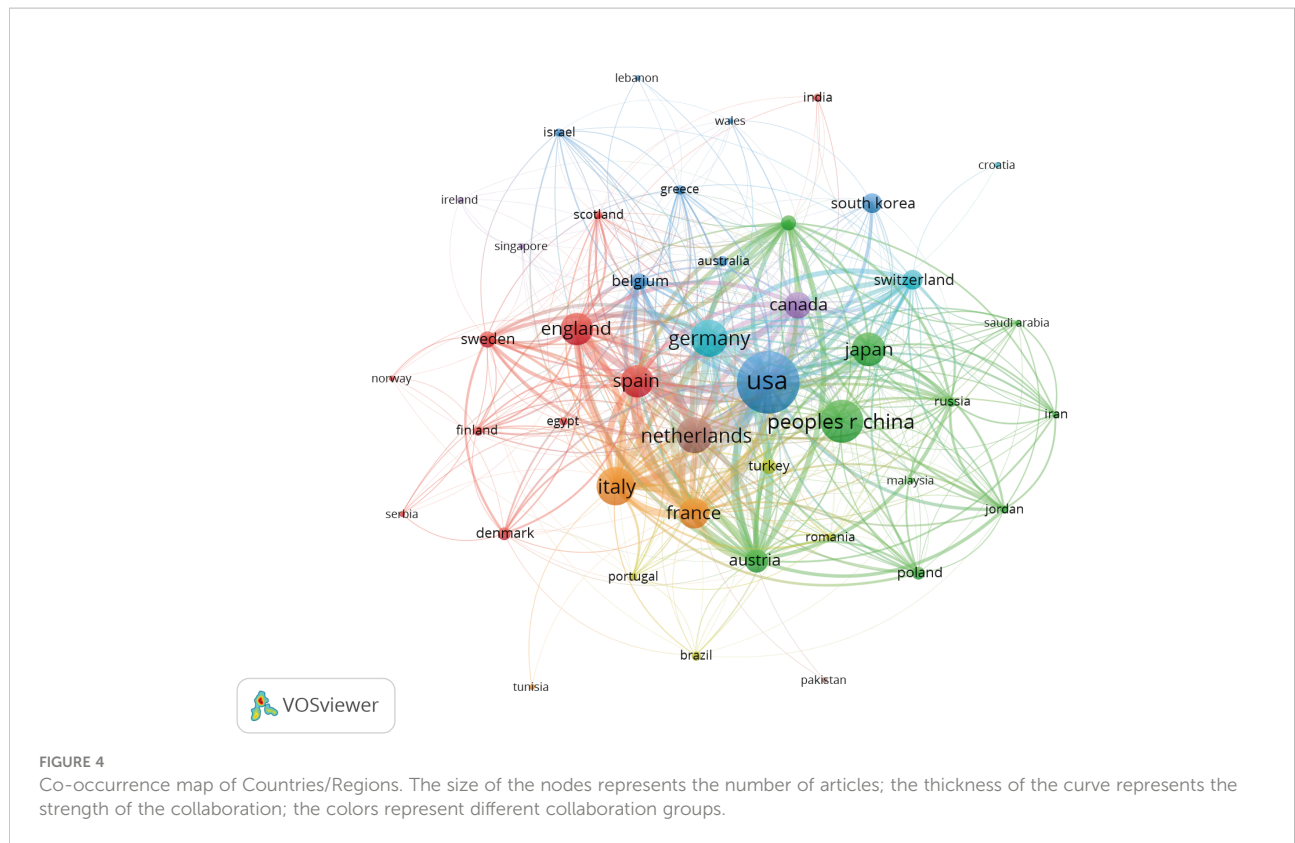 lebanon
india
wales
israel
croatia
greece
ireland
south korea
scotland
singapore
australia
belgium
switzerland
canada
saudi arabia
england
germany
sweden
japan
norway
spain
usa
russia
iran
egypt
peoples r china
finland
netherlands
turkey
malaysia
italy
jordan
serbia
france
denmark
romania
austria
poland
portugal
brazil
pakistan
tunisia
VOSviewer
FIGURE 4
Co-occurrence map of Countries/Regions. The size of the nodes represents the number of articles; the thickness of the curve represents the
strength of the collaboration; the colors represent different collaboration groups.